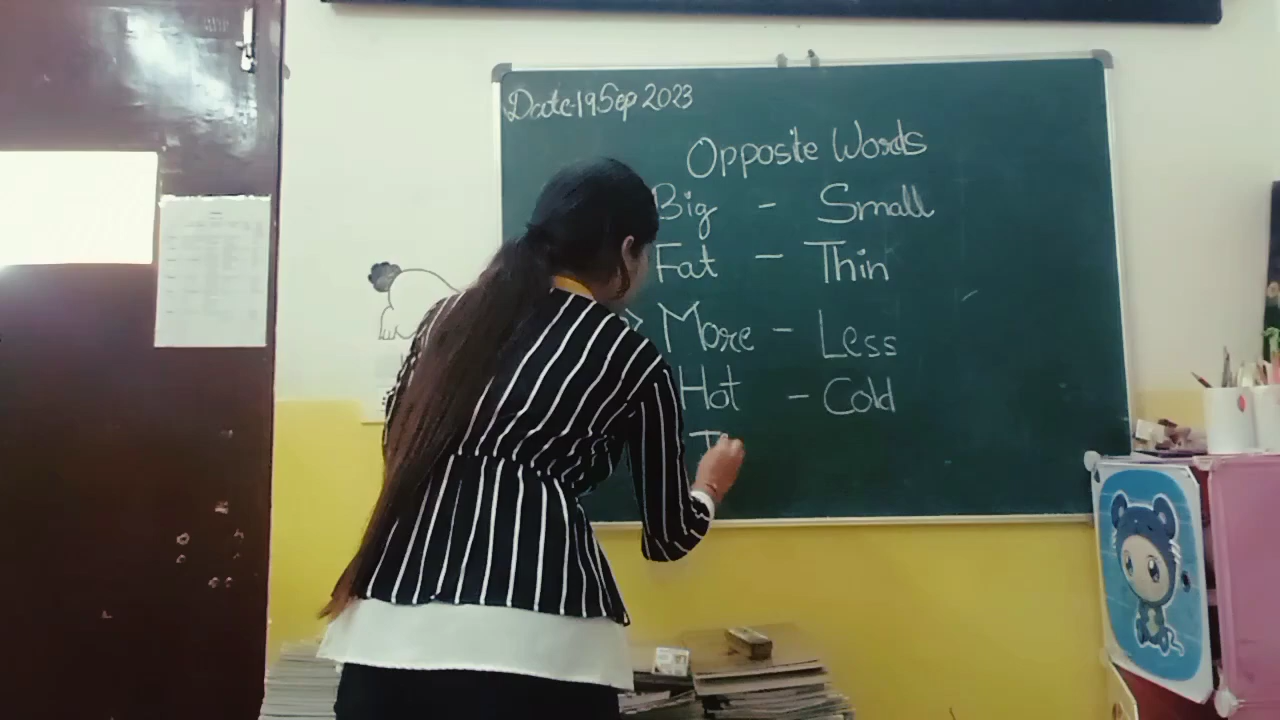 Date 19 Sep 2023
Opposite Words
Big - Small
Fat - Thin
> More - Less
Hot - Cold